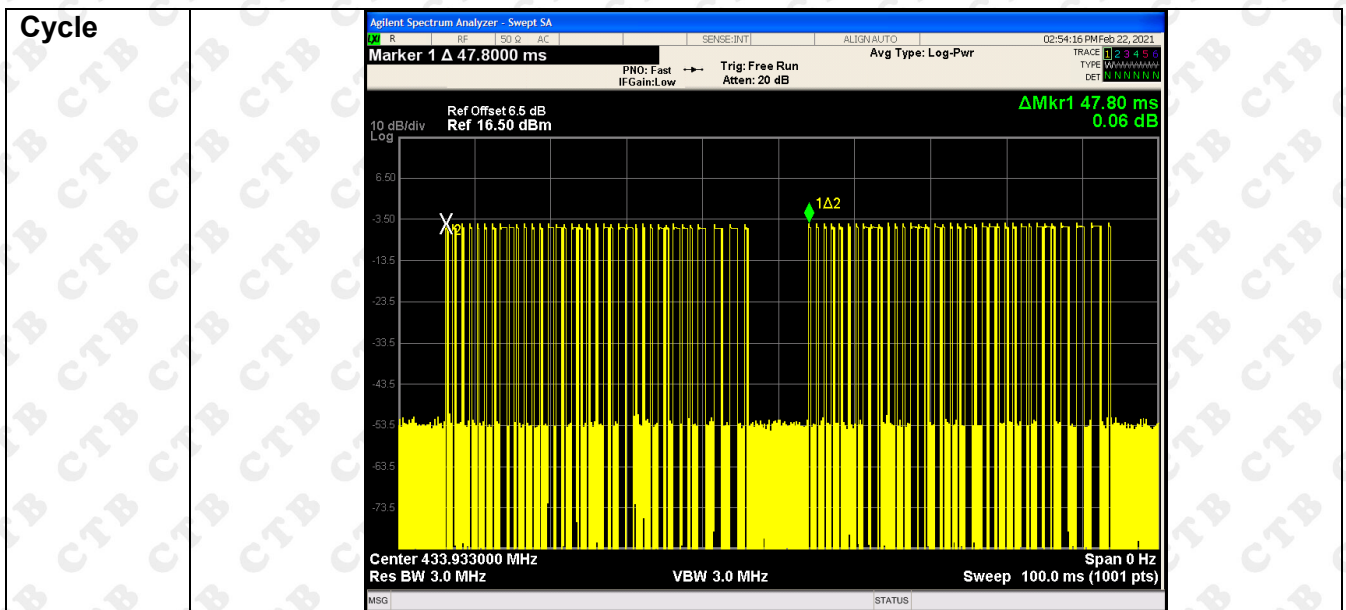 Cycle
Agilent Spectrum Analyzer - Swept SA
LXI R RF 50 Ω AC SENSE:INT ALIGN AUTO 02:54:16 PM Feb 22, 2021
Marker 1 Δ 47.8000 ms
PNO: Fast
IFGain:Low
Trig: Free Run
Atten: 20 dB
Avg Type: Log-Pwr
TRACE 1 2 3 4 5 6
TYPE
DET N N N N N N
ΔMkr1 47.80 ms
0.06 dB
Ref Offset 6.5 dB
10 dB/div Ref 16.50 dBm
Log
6.50
-3.50
-13.5
-23.5
-33.5
-43.5
-53.5
-63.5
-73.5
X2
1Δ2
Center 433.933000 MHz Span 0 Hz
Res BW 3.0 MHz VBW 3.0 MHz Sweep 100.0 ms (1001 pts)
MSG STATUS
CTB